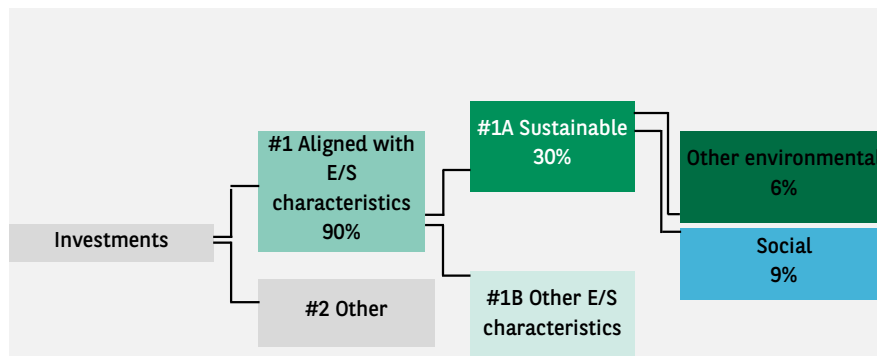 Investments
#1 Aligned with
E/S
characteristics
90%
#2 Other
#1A Sustainable
30%
#1B Other E/S
characteristics
Other environmental
6%
Social
9%